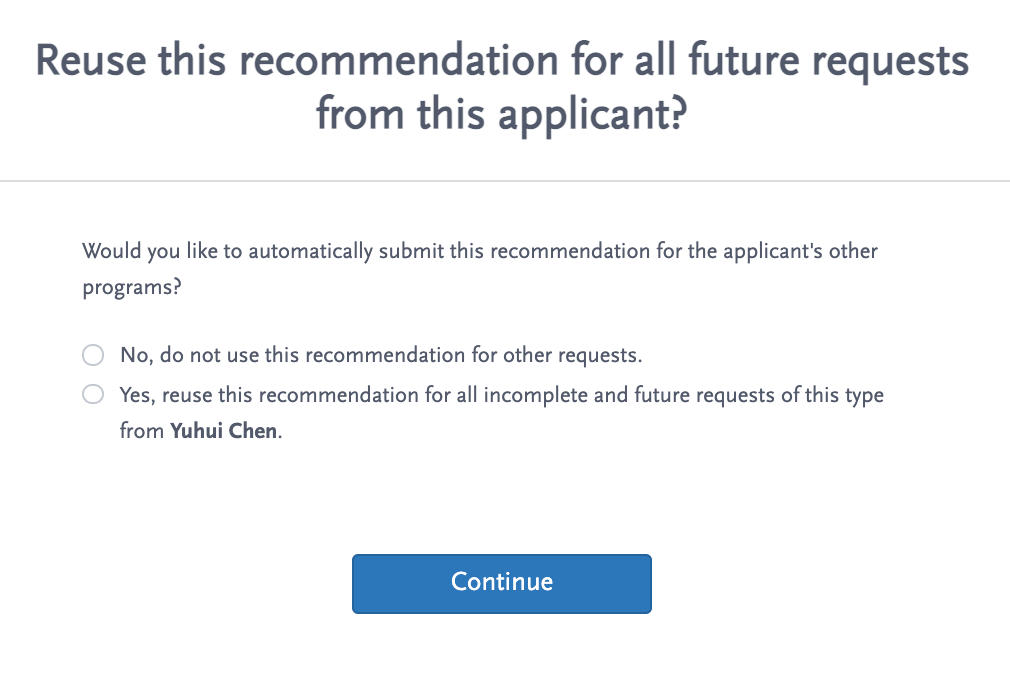 Reuse this recommendation for all future requests
from this applicant?
Would you like to automatically submit this recommendation for the applicant's other
programs?
No, do not use this recommendation for other requests.
Yes, reuse this recommendation for all incomplete and future requests of this type
from Yuhui Chen.
Continue